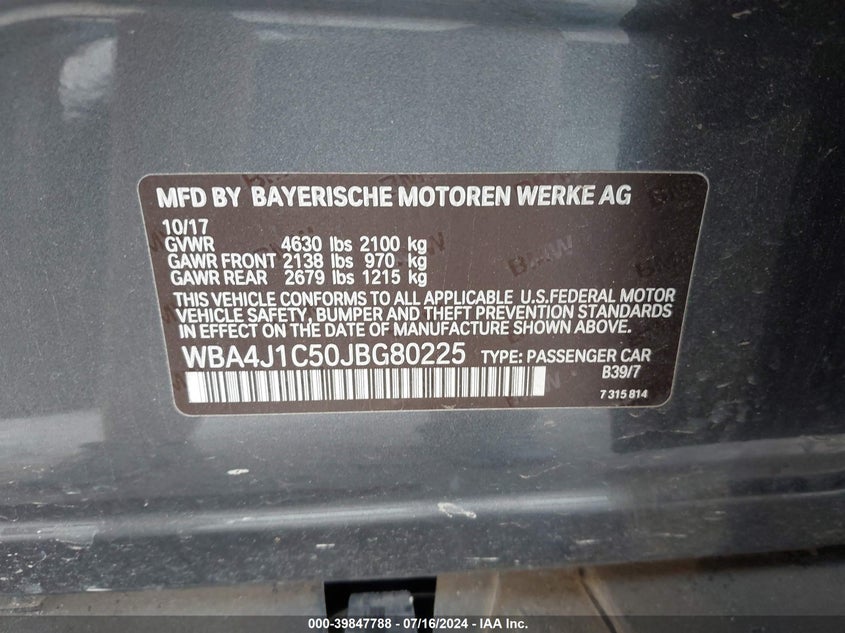 MFD BY BAYERISCHE MOTOREN WERKE AG
10/17
GVWR 4630 lbs 2100 kg
GAWR FRONT 2138 lbs 970 kg
GAWR REAR 2679 lbs 1215 kg
THIS VEHICLE CONFORMS TO ALL APPLICABLE U.S.FEDERAL MOTOR
VEHICLE SAFETY, BUMPER AND THEFT PREVENTION STANDARDS
IN EFFECT ON THE DATE OF MANUFACTURE SHOWN ABOVE.
WBA4J1C50JBG80225 TYPE: PASSENGER CAR
B39/7
7 315 814
000-39847788 - 07/16/2024 - IAA Inc.